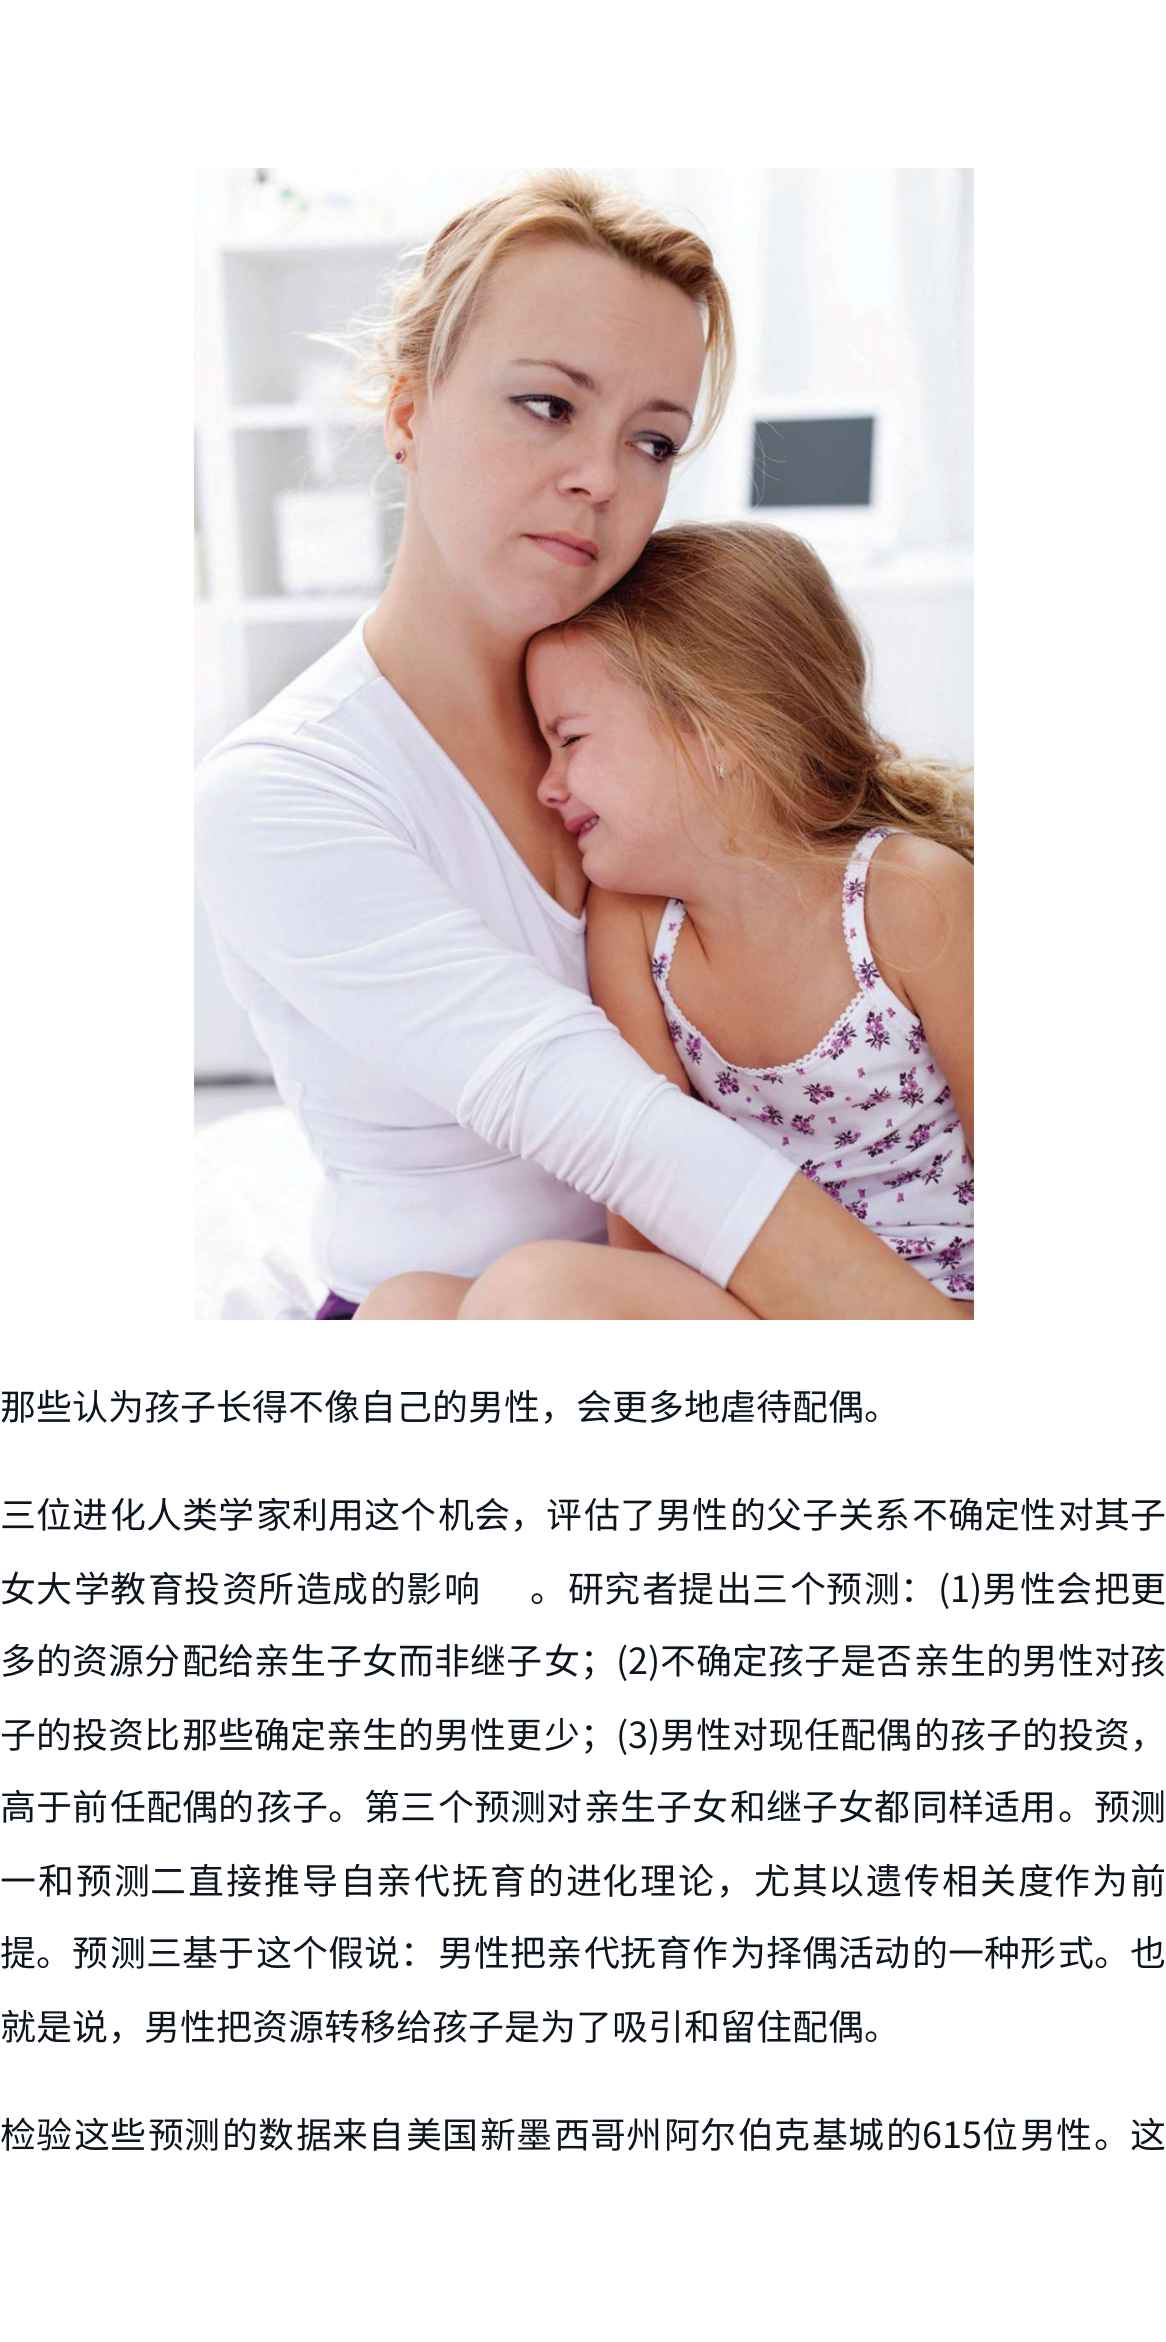 那些认为孩子长得不像自己的男性，会更多地虐待配偶。
三位进化人类学家利用这个机会，评估了男性的父子关系不确定性对其子
女大学教育投资所造成的影响 。研究者提出三个预测：(1)男性会把更
多的资源分配给亲生子女而非继子女；(2)不确定孩子是否亲生的男性对孩
子的投资比那些确定亲生的男性更少；(3)男性对现任配偶的孩子的投资，
高于前任配偶的孩子。第三个预测对亲生子女和继子女都同样适用。预测
一和预测二直接推导自亲代抚育的进化理论，尤其以遗传相关度作为前
提。预测三基于这个假说：男性把亲代抚育作为择偶活动的一种形式。也
就是说，男性把资源转移给孩子是为了吸引和留住配偶。
检验这些预测的数据来自美国新墨西哥州阿尔伯克基城的615位男性。这